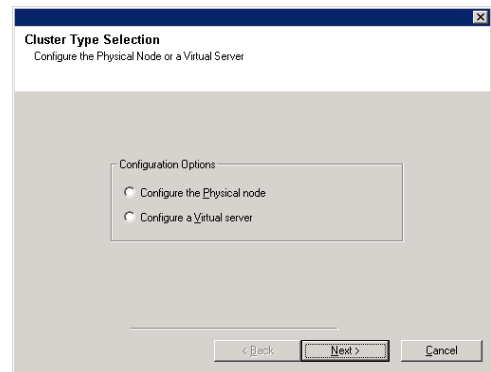 Cluster Type Selection
Configure the Physical Node or a Virtual Server
Configuration Options
Configure the Physical node
Configure a Virtual server
< Back
Next >
Cancel